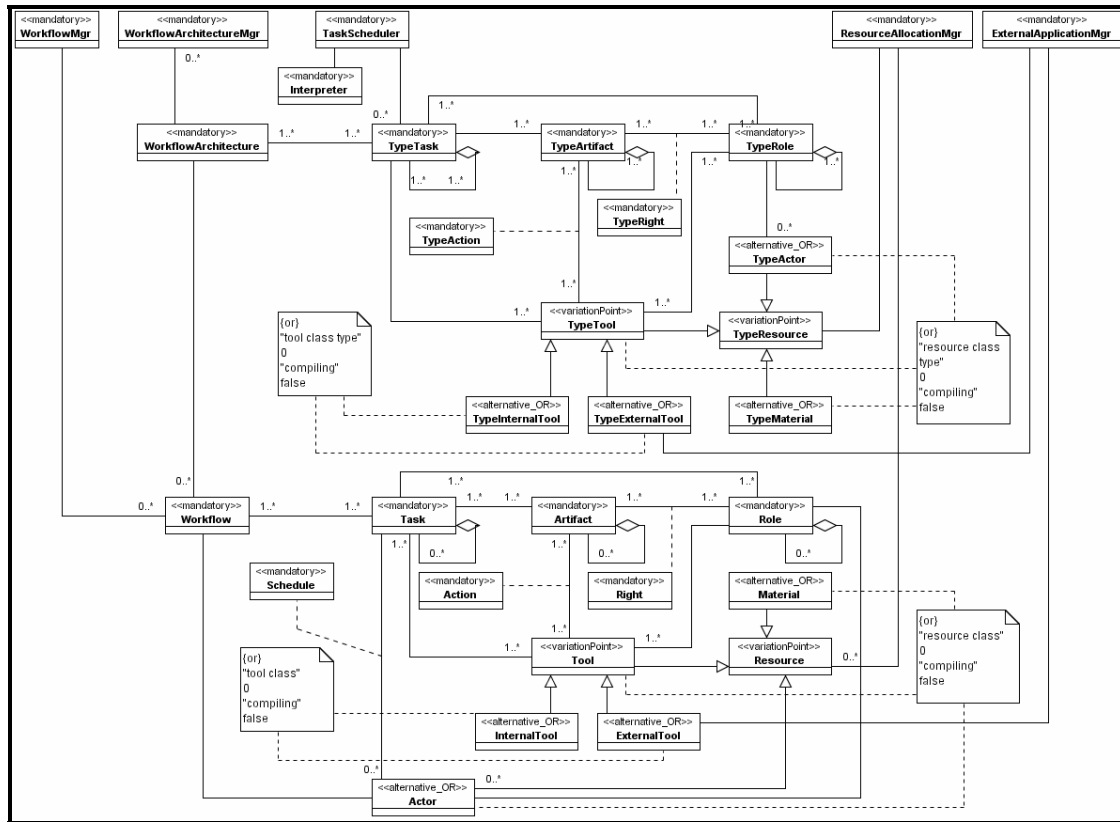 <<mandatory>>
WorkflowMgr
<<mandatory>>
WorkflowArchitectureMgr
<<mandatory>>
TaskScheduler
<<mandatory>>
ResourceAllocationMgr
<<mandatory>>
ExternalApplicationMgr
0..*
<<mandatory>>
Interpreter
0..*
1..*
1..*
<<mandatory>>
WorkflowArchitecture
1..*
1..*
<<mandatory>>
TypeTask
1..*
<<mandatory>>
TypeArtifact
1..*
1..*
<<mandatory>>
TypeRole
1..*
1..*
1..*
1..*
1..*
1..*
1..*
<<mandatory>>
TypeRight
<<mandatory>>
TypeAction
0..*
<<alternative_OR>>
TypeActor
1..*
1..*
1..*
<<variationPoint>>
TypeTool
<<variationPoint>>
TypeResource
{or}
"tool class type"
0
"compiling"
false
{or}
"resource class
type"
0
"compiling"
false
<<alternative_OR>>
TypeInternalTool
<<alternative_OR>>
TypeExternalTool
<<alternative_OR>>
TypeMaterial
0..*
1..*
1..*
0..*
<<mandatory>>
Workflow
1..*
1..*
<<mandatory>>
Task
1..*
1..*
<<mandatory>>
Artifact
1..*
1..*
<<mandatory>>
Role
1..*
1..*
0..*
0..*
0..*
<<mandatory>>
Schedule
<<mandatory>>
Action
<<mandatory>>
Right
<<alternative_OR>>
Material
1..*
1..*
1..*
<<variationPoint>>
Tool
<<variationPoint>>
Resource
0..*
{or}
"tool class"
0
"compiling"
false
{or}
"resource class"
0
"compiling"
false
<<alternative_OR>>
InternalTool
<<alternative_OR>>
ExternalTool
0..*
0..*
<<alternative_OR>>
Actor